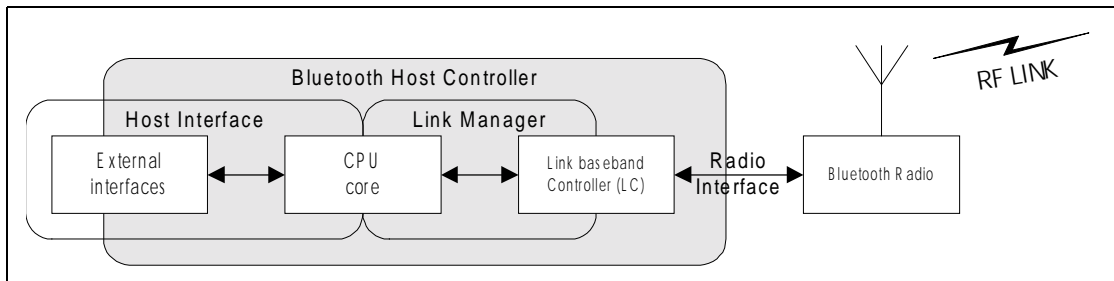 Bluetooth Host Controller
RF LINK
Host Interface
Link Manager
External
interfaces
CPU
core
Link baseband
Controller (LC)
Radio
Interface
Bluetooth Radio